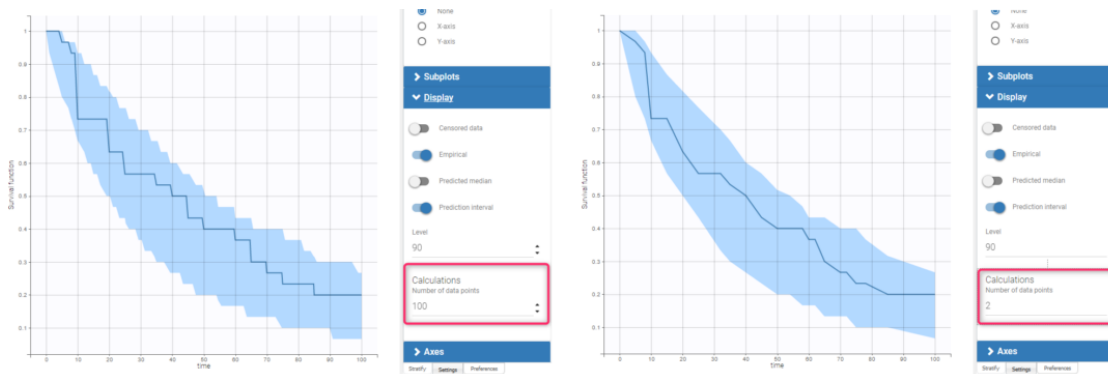 Survival function
1
0.9
0.8
0.7
0.6
0.5
0.4
0.3
0.2
0.1
0 10 20 30 40 50 60 70 80 90 100
time
None
X-axis
Y-axis
Subplots
Display
Censored data
Empirical
Predicted median
Prediction interval
Level
90
Calculations
Number of data points
100
Axes
Stratify Settings Preferences
Survival function
1
0.9
0.8
0.7
0.6
0.5
0.4
0.3
0.2
0.1
0 10 20 30 40 50 60 70 80 90 100
time
None
X-axis
Y-axis
Subplots
Display
Censored data
Empirical
Predicted median
Prediction interval
Level
90
Calculations
Number of data points
2
Axes
Stratify Settings Preferences